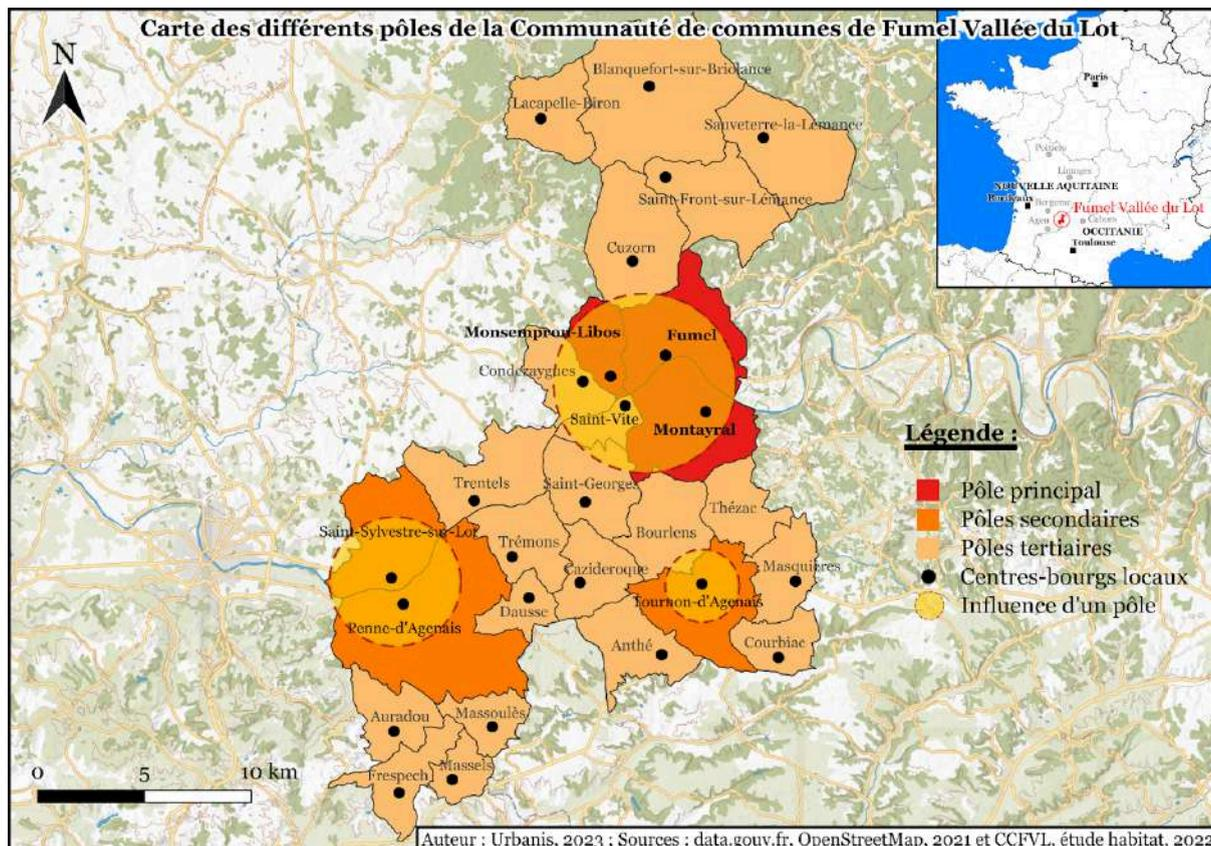 Carte des différents pôles de la Communauté de communes de Fumel Vallée du Lot
N
Blanquefort-sur-Briolance
Lacapelle-Biron
Sauveterre-la-Lémance
Saint-Front-sur-Lémance
Cuzorn
Monsempron-Libos
Fumel
Condezaygues
Saint-Vite
Montayral
Trentels
Saint-Georges
Thézac
Bourlens
Saint-Sylvestre-sur-Lot
Trémons
Cazideroque
Masquières
Dausse
Tournon-d'Agenais
Penne-d'Agenais
Anthé
Courbiac
Auradou
Massoulès
Frespech
Massels
0 5 10 km
Paris
Poitiers
Limoges
NOUVELLE AQUITAINE
Bordeaux
Bergerac
Fumel Vallée du Lot
Agen
Cahors
OCCITANIE
Toulouse
Légende :
Pôle principal
Pôles secondaires
Pôles tertiaires
Centres-bourgs locaux
Influence d'un pôle
Auteur : Urbanis, 2023 ; Sources : data.gouv.fr, OpenStreetMap, 2021 et CCFVL, étude habitat, 2022